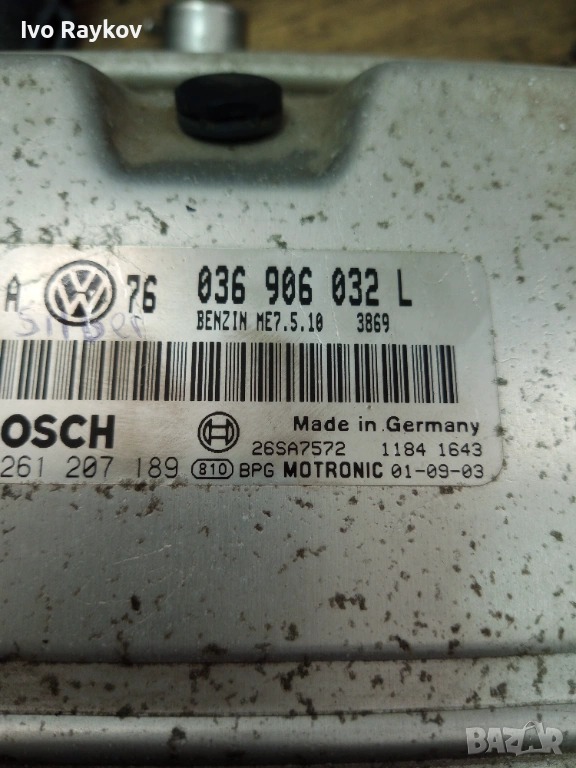 Ivo Raykov
A 76 036 906 032 L
BENZIN ME7.5.10 3869
OSCH Made in Germany
26SA7572 1184 1643
261 207 189 810 BPG MOTRONIC 01-09-03
BAZAR